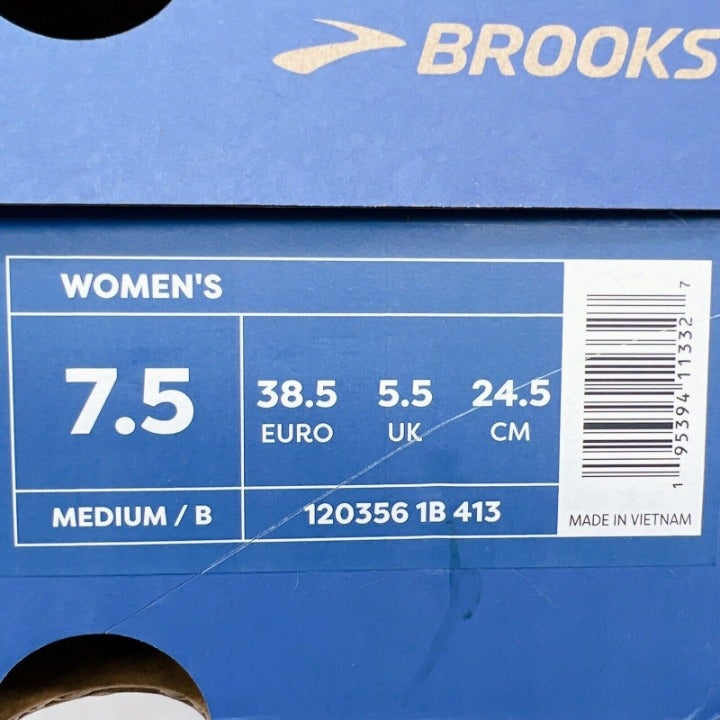 BROOKS
WOMEN'S
7.5
38.5 5.5 24.5
EURO UK CM
MEDIUM / B
120356 1B 413
1 95394 11332 7
MADE IN VIETNAM